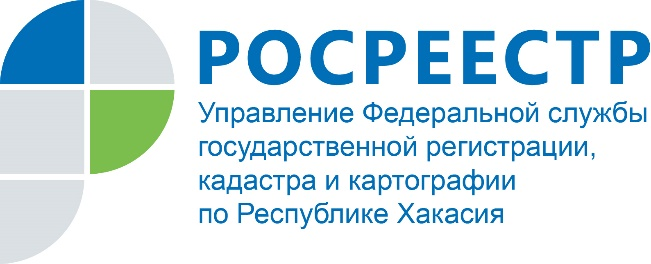 РОСРЕЕСТР
Управление Федеральной службы
государственной регистрации,
кадастра и картографии
по Республике Хакасия